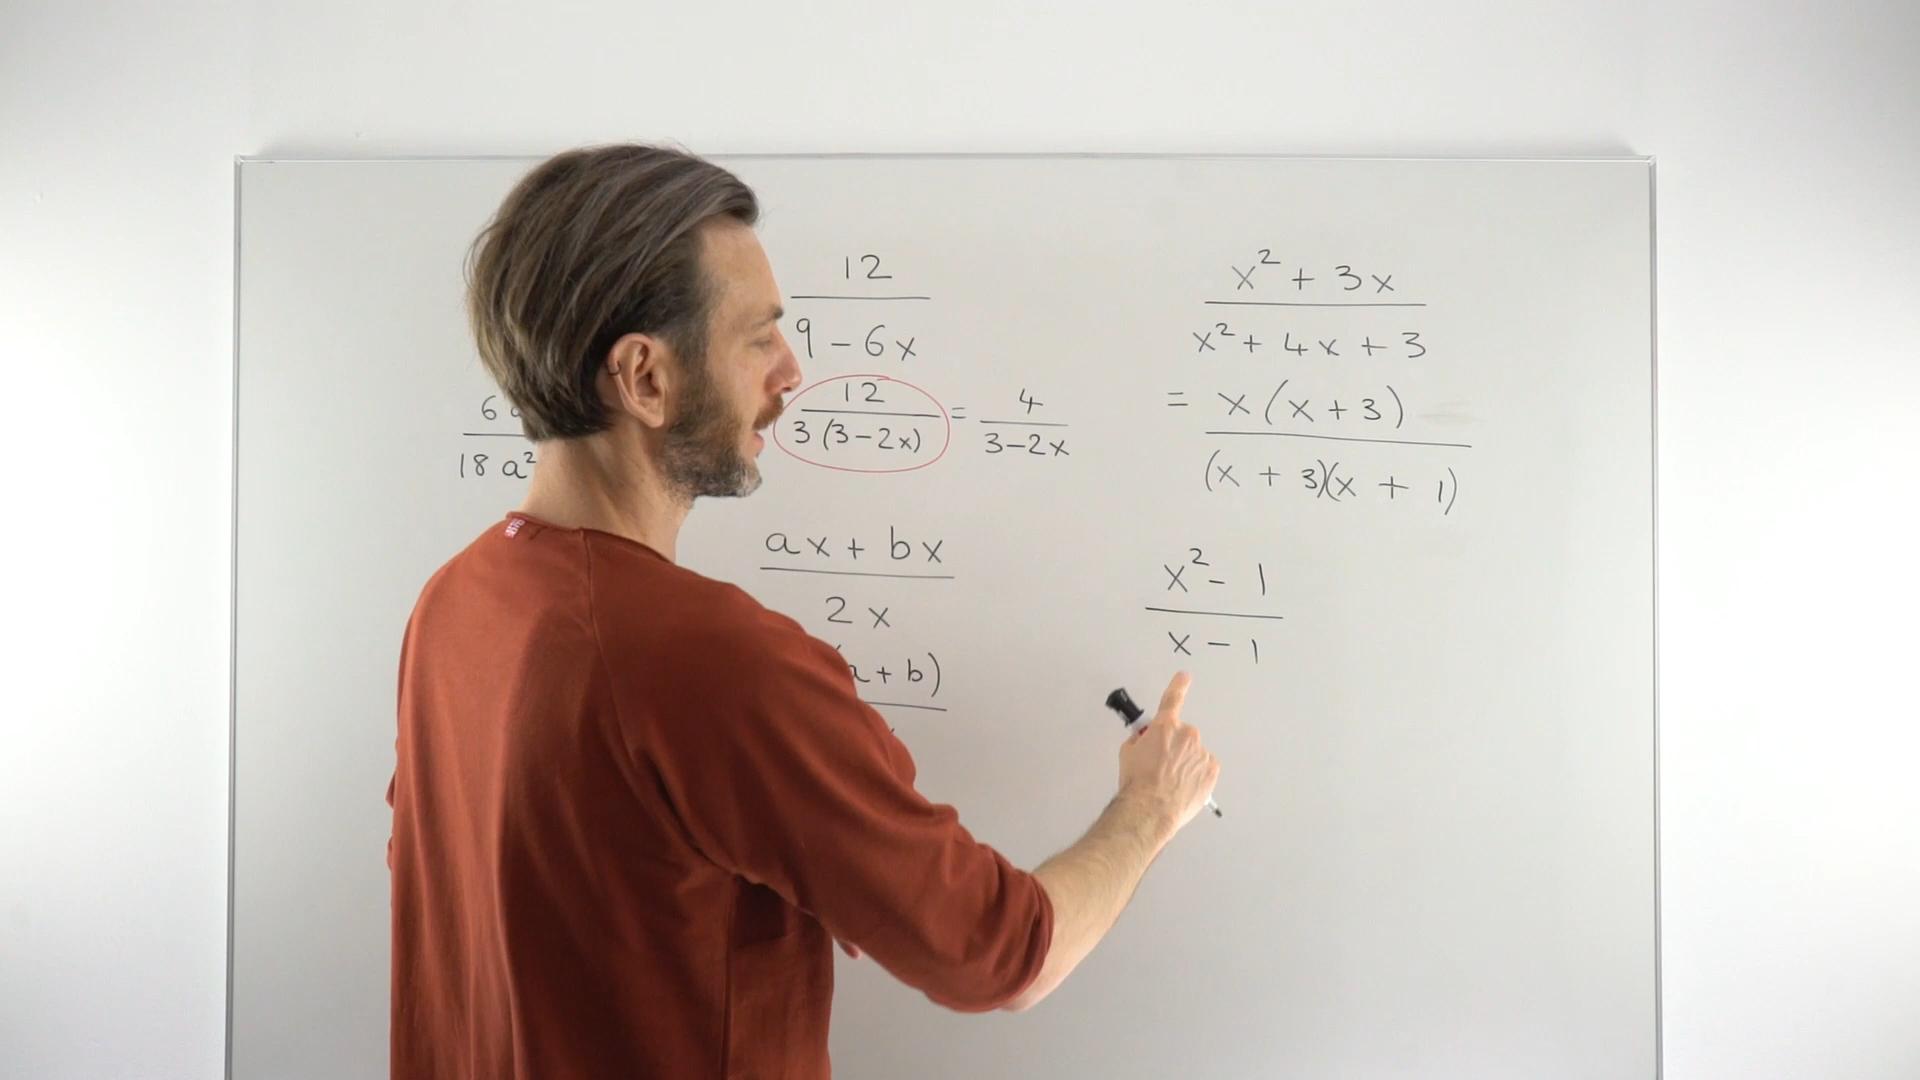 12
9 - 6x
12
3 (3-2x)
=
4
3-2x
6
18 a²
ax + bx
2x
a + b)
x² + 3x
x² + 4x + 3
= x (x + 3)
(x + 3)(x + 1)
x² - 1
x - 1